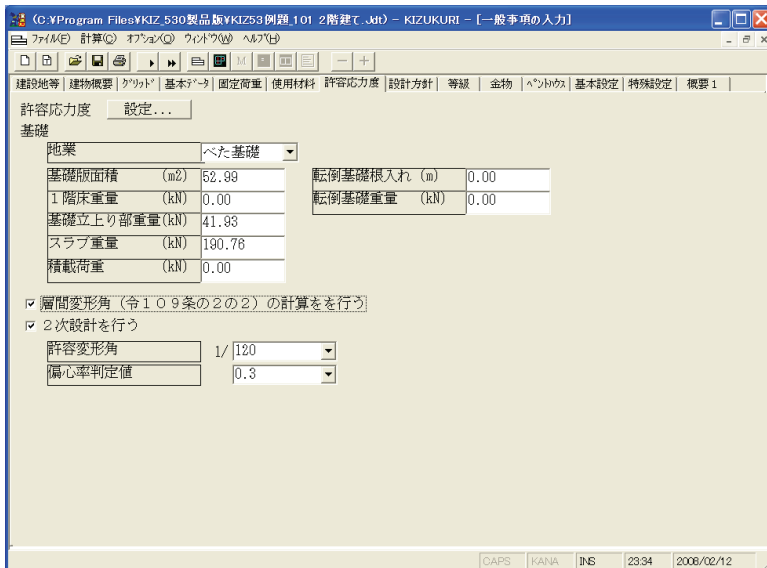 (C:¥Program Files¥KIZ_530製品版¥KIZ53例題_101 2階建て.Jdt) - KIZUKURI - [一般事項の入力]
ファイル(F) 計算(C) オプション(O) ウィンドウ(W) ヘルプ(H)
建設地等 建物概要 グリッド 基本データ 固定荷重 使用材料 許容応力度 設計方針 等級 金物 ペントハウス 基本設定 特殊設定 概要1
許容応力度 設定...
基礎
地業 べた基礎
基礎版面積 (m2) 52.99 転倒基礎根入れ (m) 0.00
1階床重量 (kN) 0.00 転倒基礎重量 (kN) 0.00
基礎立上り部重量(kN) 41.93
スラブ重量 (kN) 190.76
積載荷重 (kN) 0.00
層間変形角(令109条の2の2)の計算をを行う
2次設計を行う
許容変形角 1/ 120
偏心率判定値 0.3
CAPS KANA INS 23:34 2008/02/12